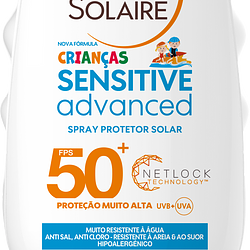 SOLAIRE
NOVA FÓRMULA
CRIANÇAS
SENSITIVE
advanced
SPRAY PROTETOR SOLAR
FPS
50+
NETLOCK
TECHNOLOGY™
PROTEÇÃO MUITO ALTA UVB+UVA
MUITO RESISTENTE À ÁGUA
ANTI SAL, ANTI CLORO - RESISTENTE À AREIA & AO SUOR
HIPOALERGÉNICO